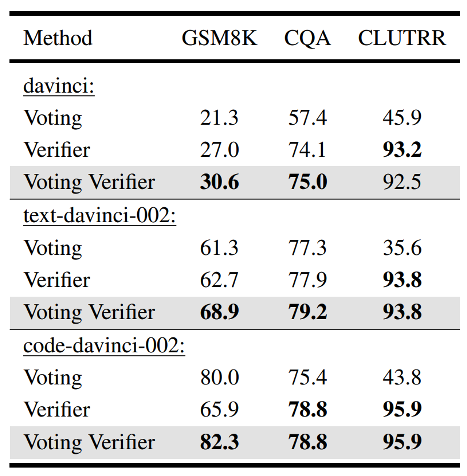 Method GSM8K CQA CLUTRR
davinci:
Voting 21.3 57.4 45.9
Verifier 27.0 74.1 93.2
Voting Verifier 30.6 75.0 92.5
text-davinci-002:
Voting 61.3 77.3 35.6
Verifier 62.7 77.9 93.8
Voting Verifier 68.9 79.2 93.8
code-davinci-002:
Voting 80.0 75.4 43.8
Verifier 65.9 78.8 95.9
Voting Verifier 82.3 78.8 95.9